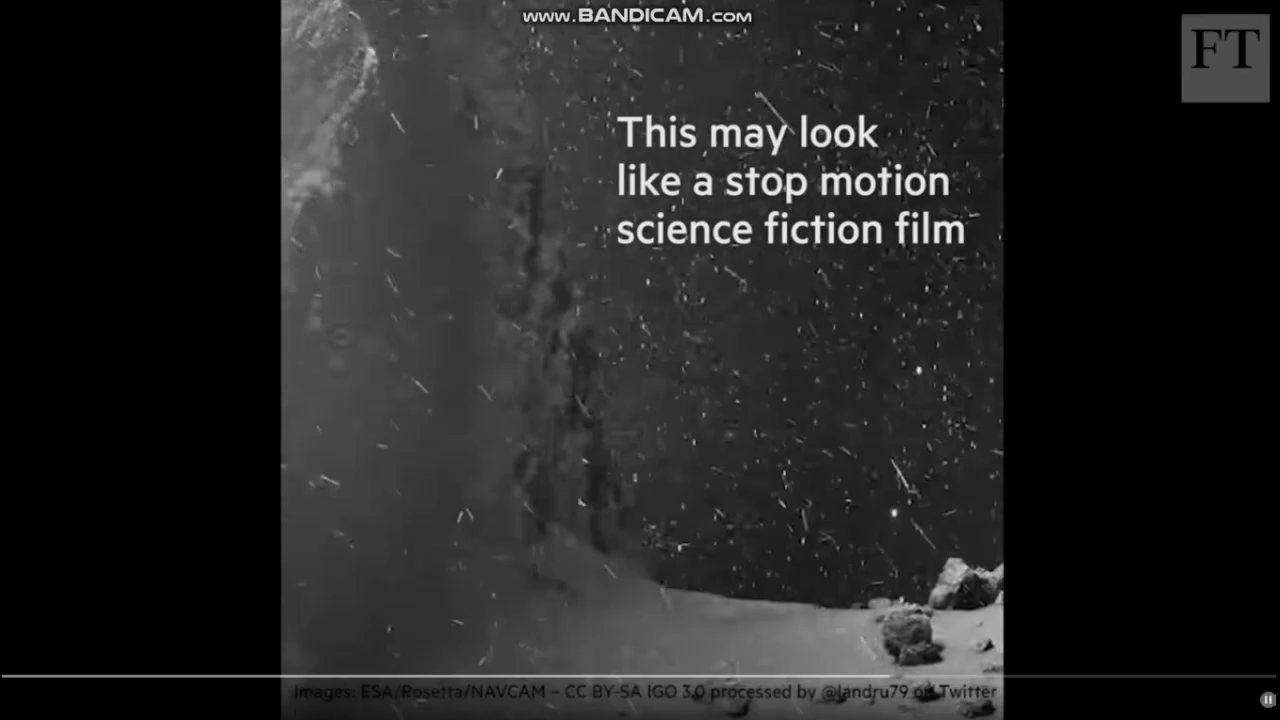 www.BANDICAM.com
FT
This may look
like a stop motion
science fiction film
Images: ESA/Rosetta/NAVCAM – CC BY-SA IGO 3.0 processed by @landru79 on Twitter